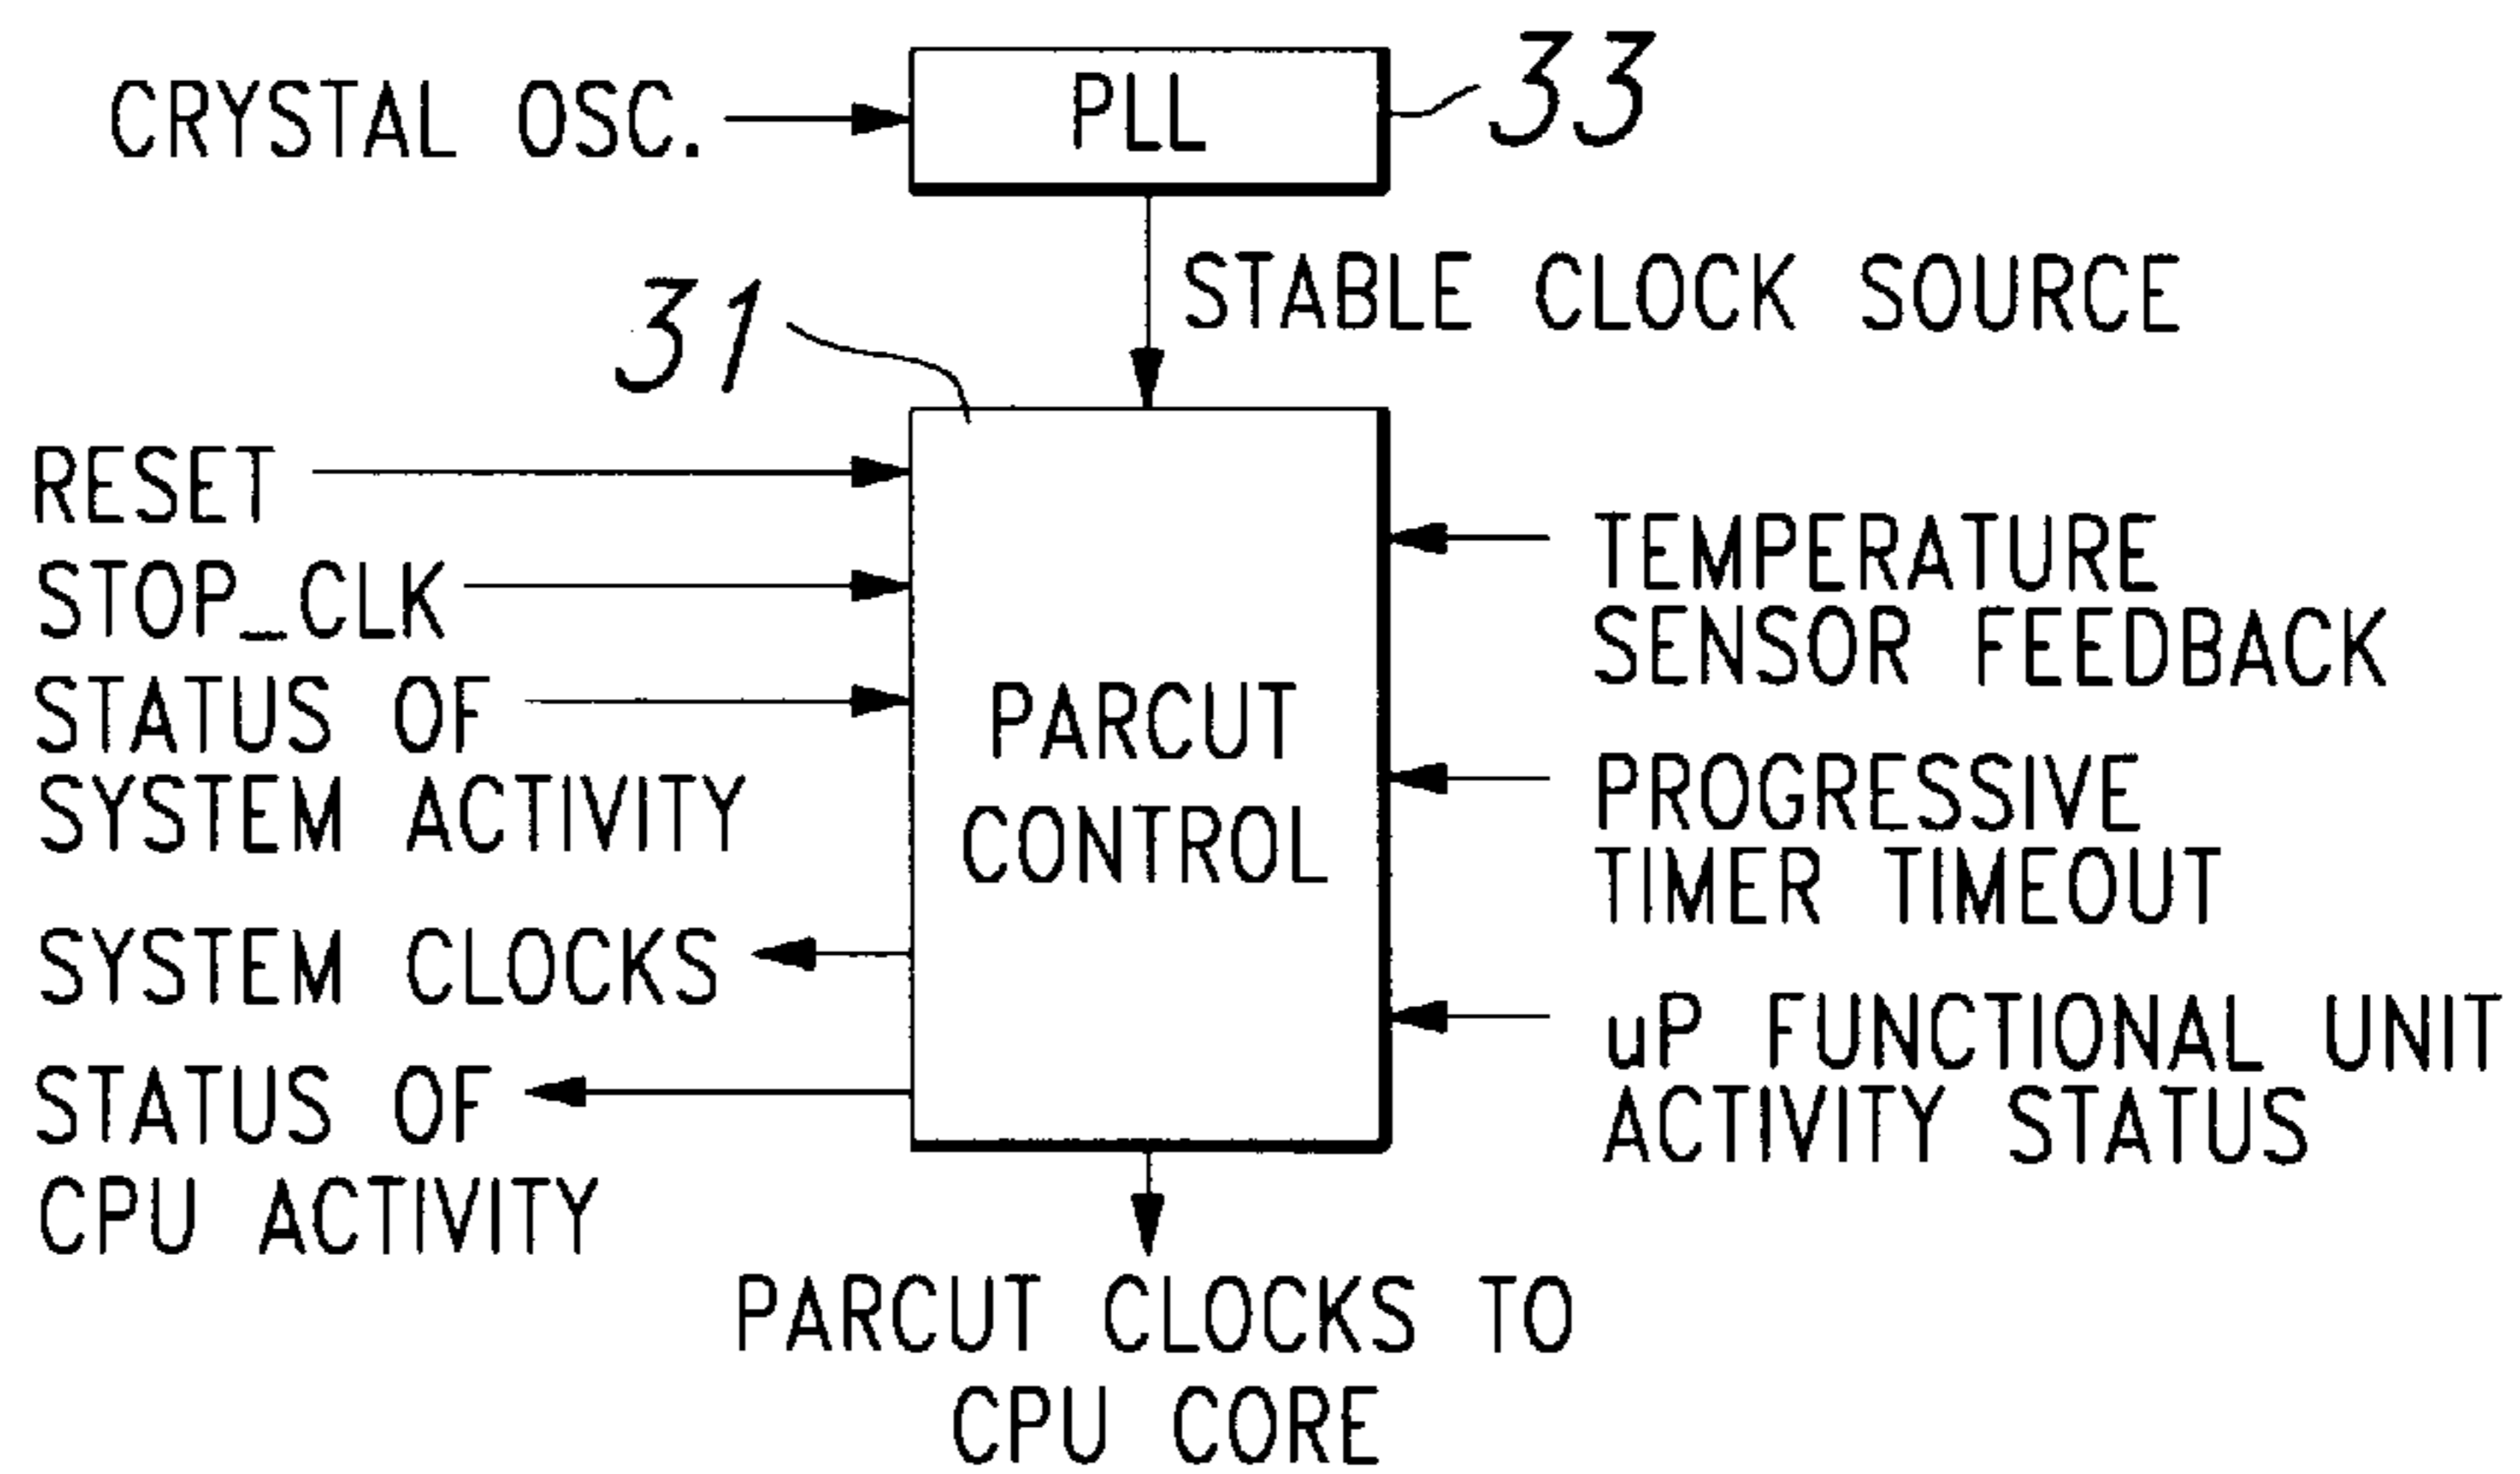 CRYSTAL OSC.
PLL
33
STABLE CLOCK SOURCE
31
RESET
STOP_CLK
STATUS OF
SYSTEM ACTIVITY
SYSTEM CLOCKS
STATUS OF
CPU ACTIVITY
PARCUT
CONTROL
TEMPERATURE
SENSOR FEEDBACK
PROGRESSIVE
TIMER TIMEOUT
uP FUNCTIONAL UNIT
ACTIVITY STATUS
PARCUT CLOCKS TO
CPU CORE